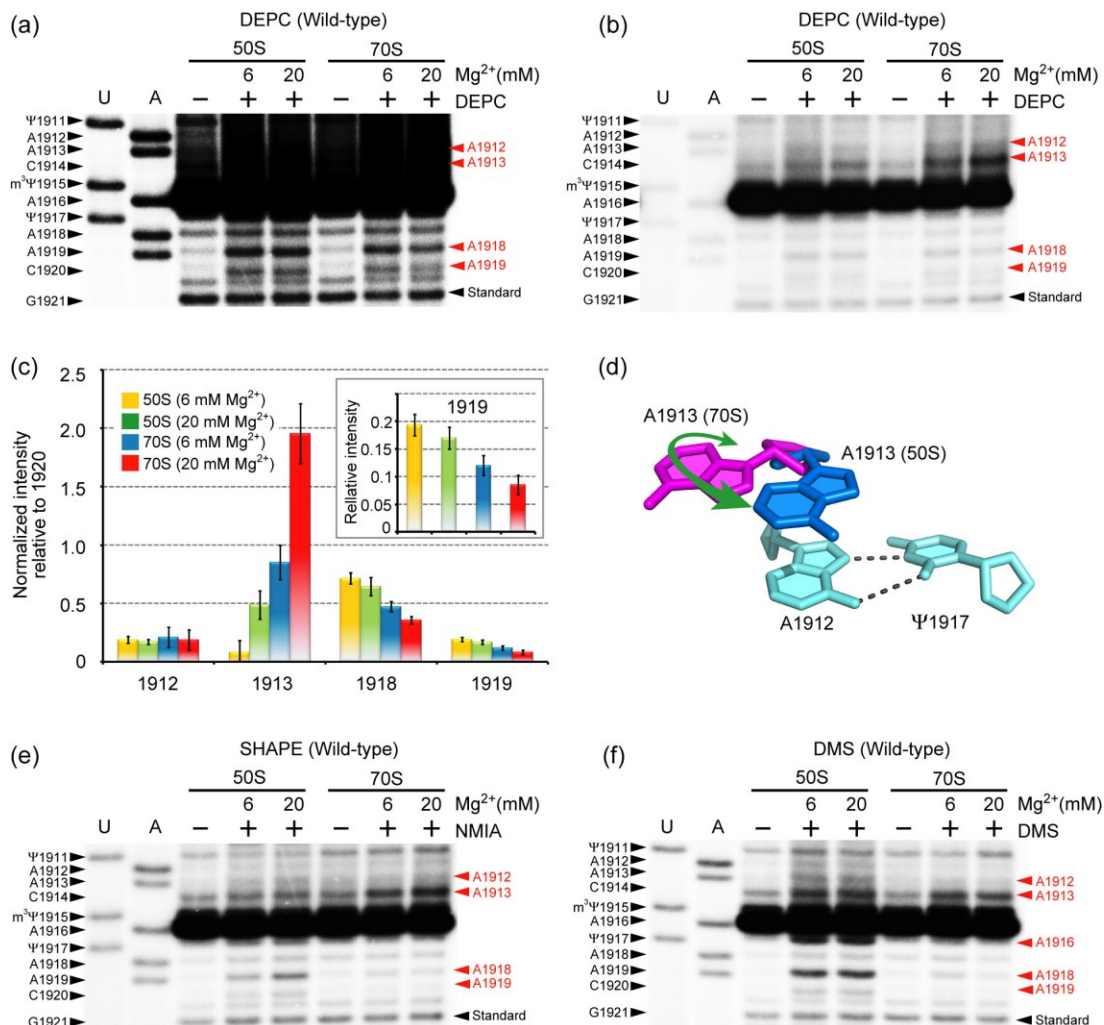 (a)
DEPC (Wild-type)
50S 70S
6 20 6 20 Mg²⁺(mM)
U A − + + − + + DEPC
Ψ1911
A1912
A1913
C1914
m³Ψ1915
A1916
Ψ1917
A1918
A1919
C1920
G1921
A1912
A1913
A1918
A1919
Standard
(b)
DEPC (Wild-type)
50S 70S
6 20 6 20 Mg²⁺(mM)
U A − + + − + + DEPC
Ψ1911
A1912
A1913
C1914
m³Ψ1915
A1916
Ψ1917
A1918
A1919
C1920
G1921
A1912
A1913
A1918
A1919
Standard
(c)
Normalized intensity
relative to 1920
2.5
2.0
1.5
1.0
0.5
0
50S (6 mM Mg²⁺)
50S (20 mM Mg²⁺)
70S (6 mM Mg²⁺)
70S (20 mM Mg²⁺)
1919
Rellative intensity
0.2
0.15
0.1
0.05
0
1912 1913 1918 1919
(d)
A1913 (70S)
A1913 (50S)
A1912
Ψ1917
(e)
SHAPE (Wild-type)
50S 70S
6 20 6 20 Mg²⁺(mM)
U A − + + − + + NMIA
Ψ1911
A1912
A1913
C1914
m³Ψ1915
A1916
Ψ1917
A1918
A1919
C1920
G1921
A1912
A1913
A1918
A1919
Standard
(f)
DMS (Wild-type)
50S 70S
6 20 6 20 Mg²⁺(mM)
U A − + + − + + DMS
Ψ1911
A1912
A1913
C1914
m³Ψ1915
A1916
Ψ1917
A1918
A1919
C1920
G1921
A1912
A1913
A1916
A1918
A1919
Standard